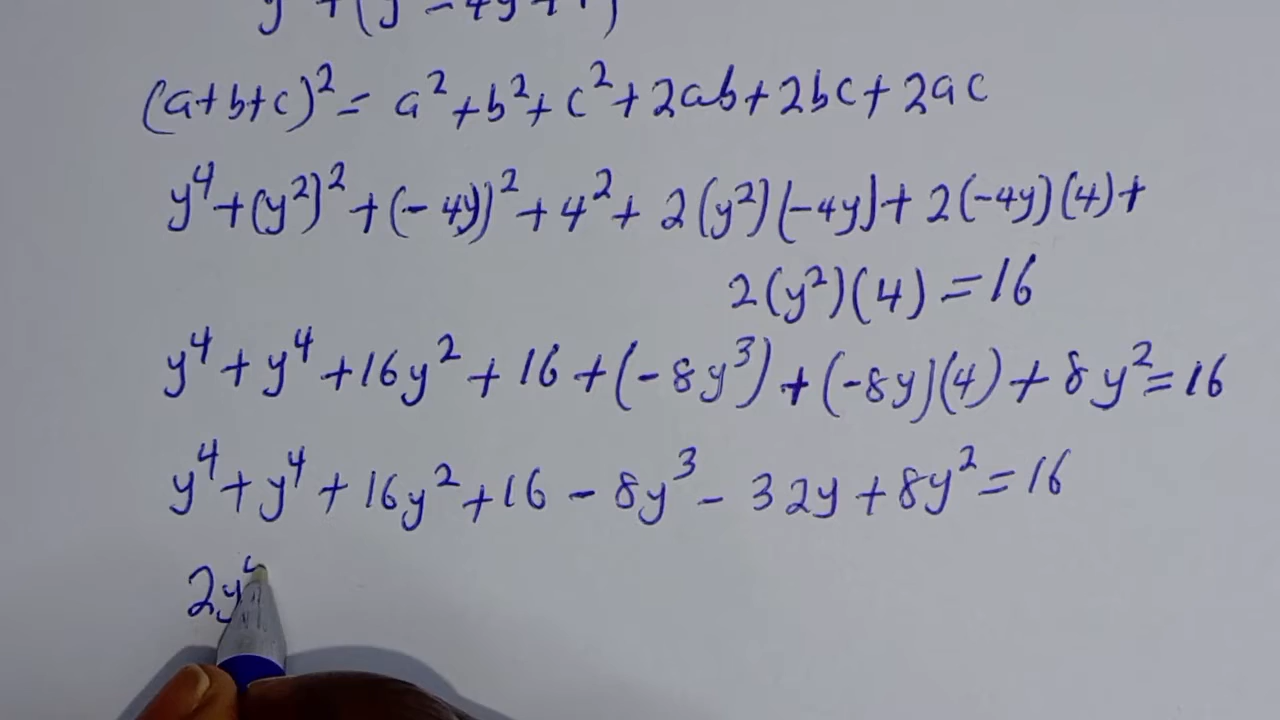 (a+b+c)² = a² + b² + c² + 2ab + 2bc + 2ac
y⁴ + (y²)² + (-4y)² + 4² + 2(y²)(-4y) + 2(-4y)(4) +
2(y²)(4) = 16
y⁴ + y⁴ + 16y² + 16 + (-8y³) + (-8y)(4) + 8y² = 16
y⁴ + y⁴ + 16y² + 16 - 8y³ - 32y + 8y² = 16
2y⁴